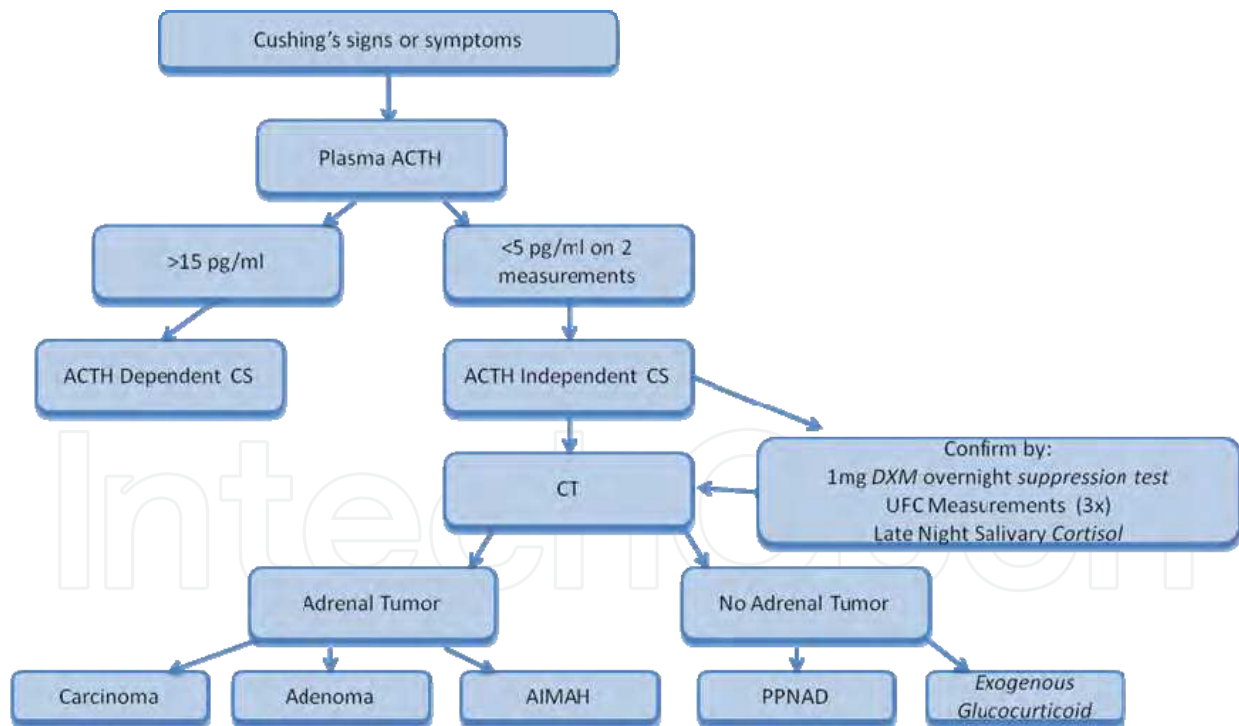 Cushing's signs or symptoms
Plasma ACTH
>15 pg/ml
<5 pg/ml on 2
measurements
ACTH Dependent CS
ACTH Independent CS
CT
Confirm by:
1mg DXM overnight suppression test
UFC Measurements (3x)
Late Night Salivary Cortisol
Adrenal Tumor
No Adrenal Tumor
Carcinoma
Adenoma
AIMAH
PPNAD
Exogenous
Glucocurticoid
IntechOpen